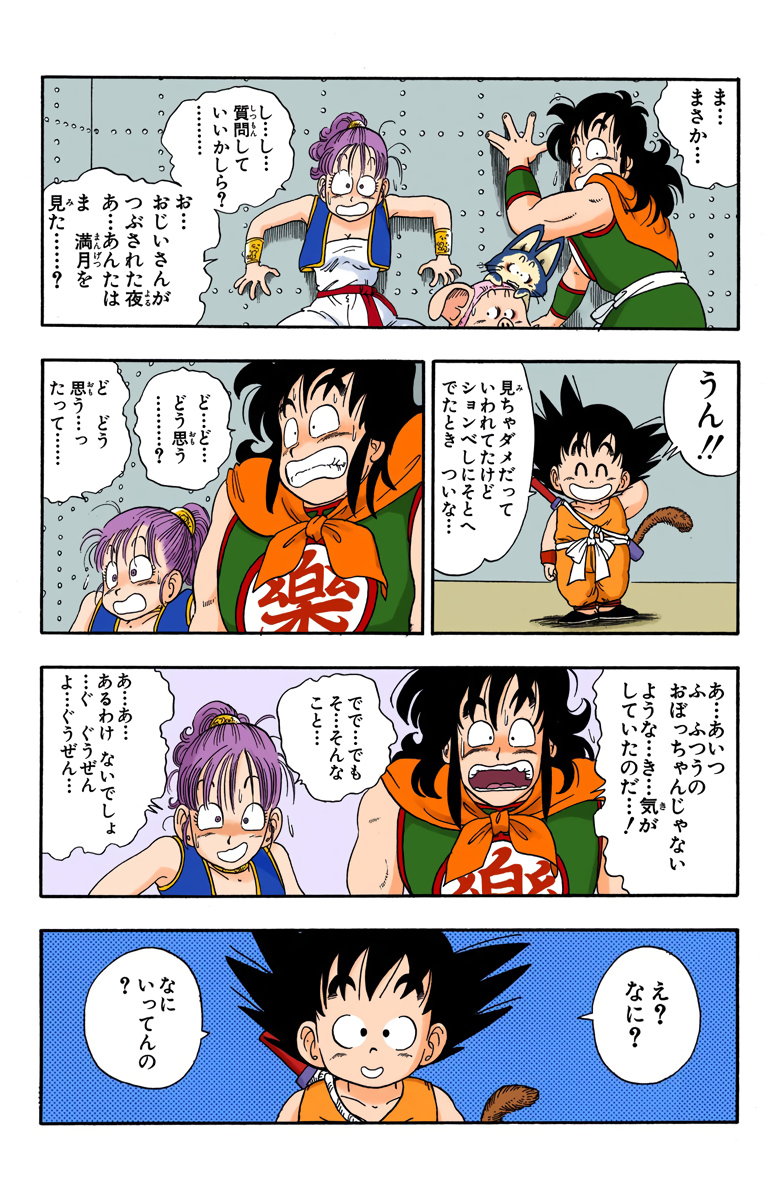 ま…
まさか…
し…し…
質問して
いいかしら?
………
お…
おじいさんが
つぶされた夜
あ…あんたは
ま 満月を
見た……?
うん!!
見ちゃダメだって
いわれてたけど
ションベしにそとへ
でたとき ついな…
ど…ど…
どう思う
………?
ど どう
思う…っ
たって……
楽
あ…あいつ
ふ ふつうの
おぼっちゃんじゃない
ような…き…気が
していたのだ…!
でで…でも
そ…そんな
こと…
あ…あ…
あるわけ ないでしょ
…ぐ ぐうぜん
よ…ぐうぜん…
楽
え?
なに?
なに
いってんの
?